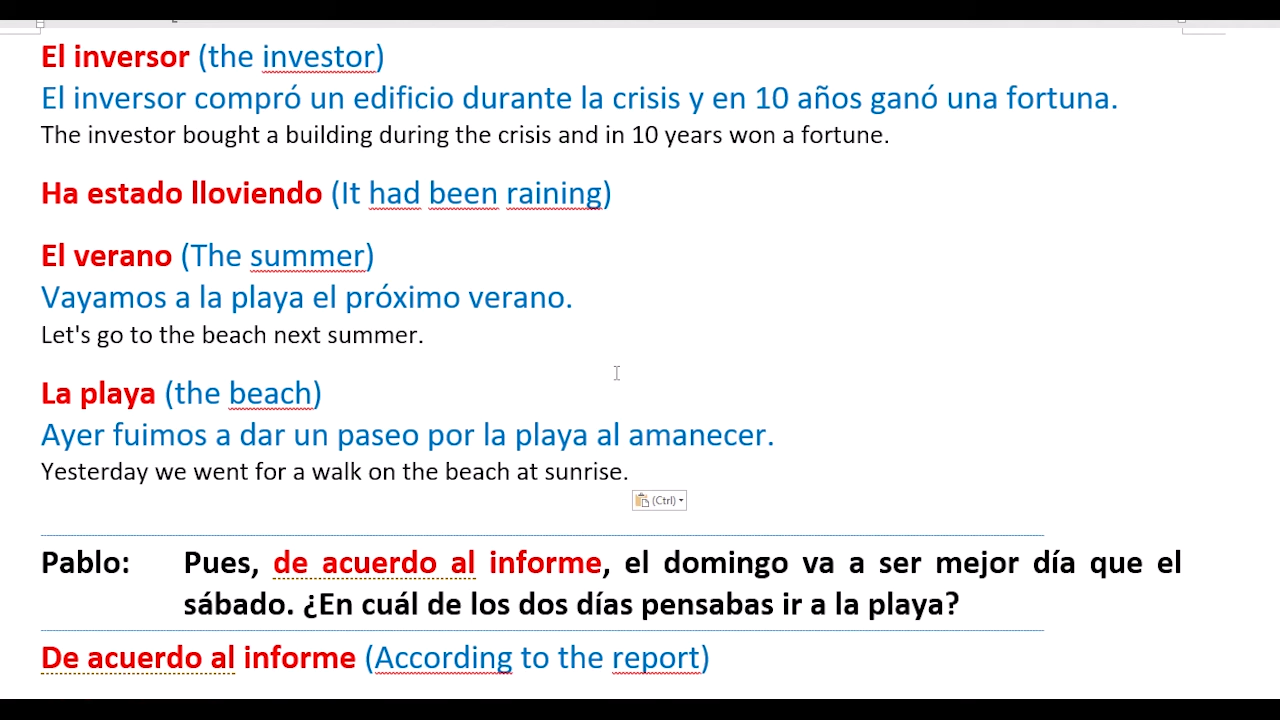 El inversor (the investor)
El inversor compró un edificio durante la crisis y en 10 años ganó una fortuna.
The investor bought a building during the crisis and in 10 years won a fortune.
Ha estado lloviendo (It had been raining)
El verano (The summer)
Vayamos a la playa el próximo verano.
Let's go to the beach next summer.
La playa (the beach)
Ayer fuimos a dar un paseo por la playa al amanecer.
Yesterday we went for a walk on the beach at sunrise.
(Ctrl)
Pablo: Pues, de acuerdo al informe, el domingo va a ser mejor día que el
sábado. ¿En cuál de los dos días pensabas ir a la playa?
De acuerdo al informe (According to the report)